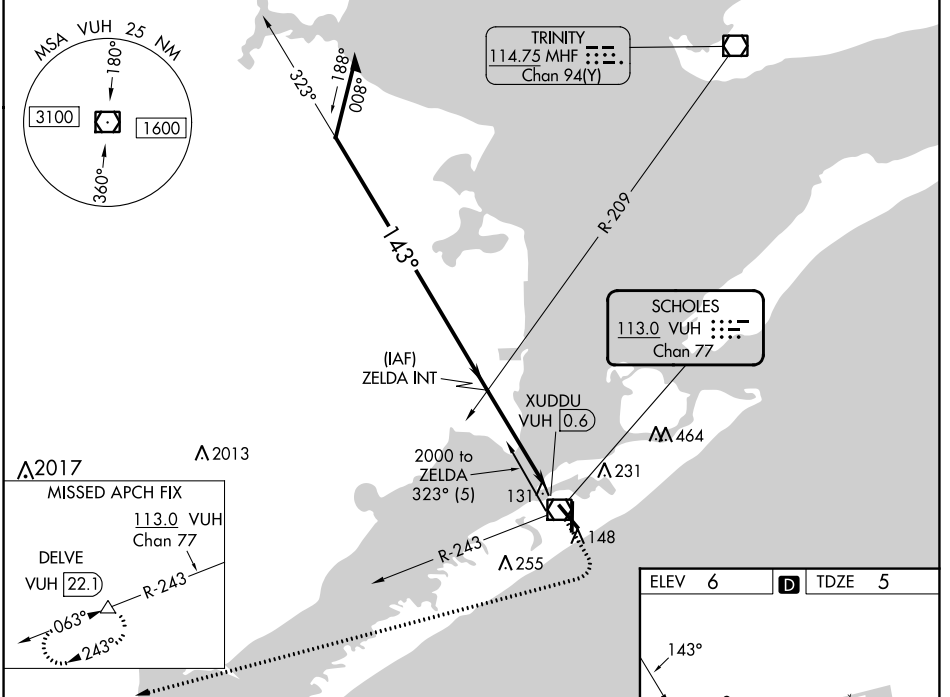 MSA VUH 25 NM
180°
3100
1600
360°
323°
188°
008°
TRINITY
114.75 MHF
Chan 94(Y)
R-209
143°
SCHOLES
113.0 VUH
Chan 77
(IAF)
ZELDA INT
XUDDU
VUH 0.6
464
231
2000 to
ZELDA
323° (5)
131
148
R-243
255
2017
2013
MISSED APCH FIX
113.0 VUH
Chan 77
DELVE
VUH 22.1
R-243
063°
243°
ELEV 6
D
TDZE 5
143°